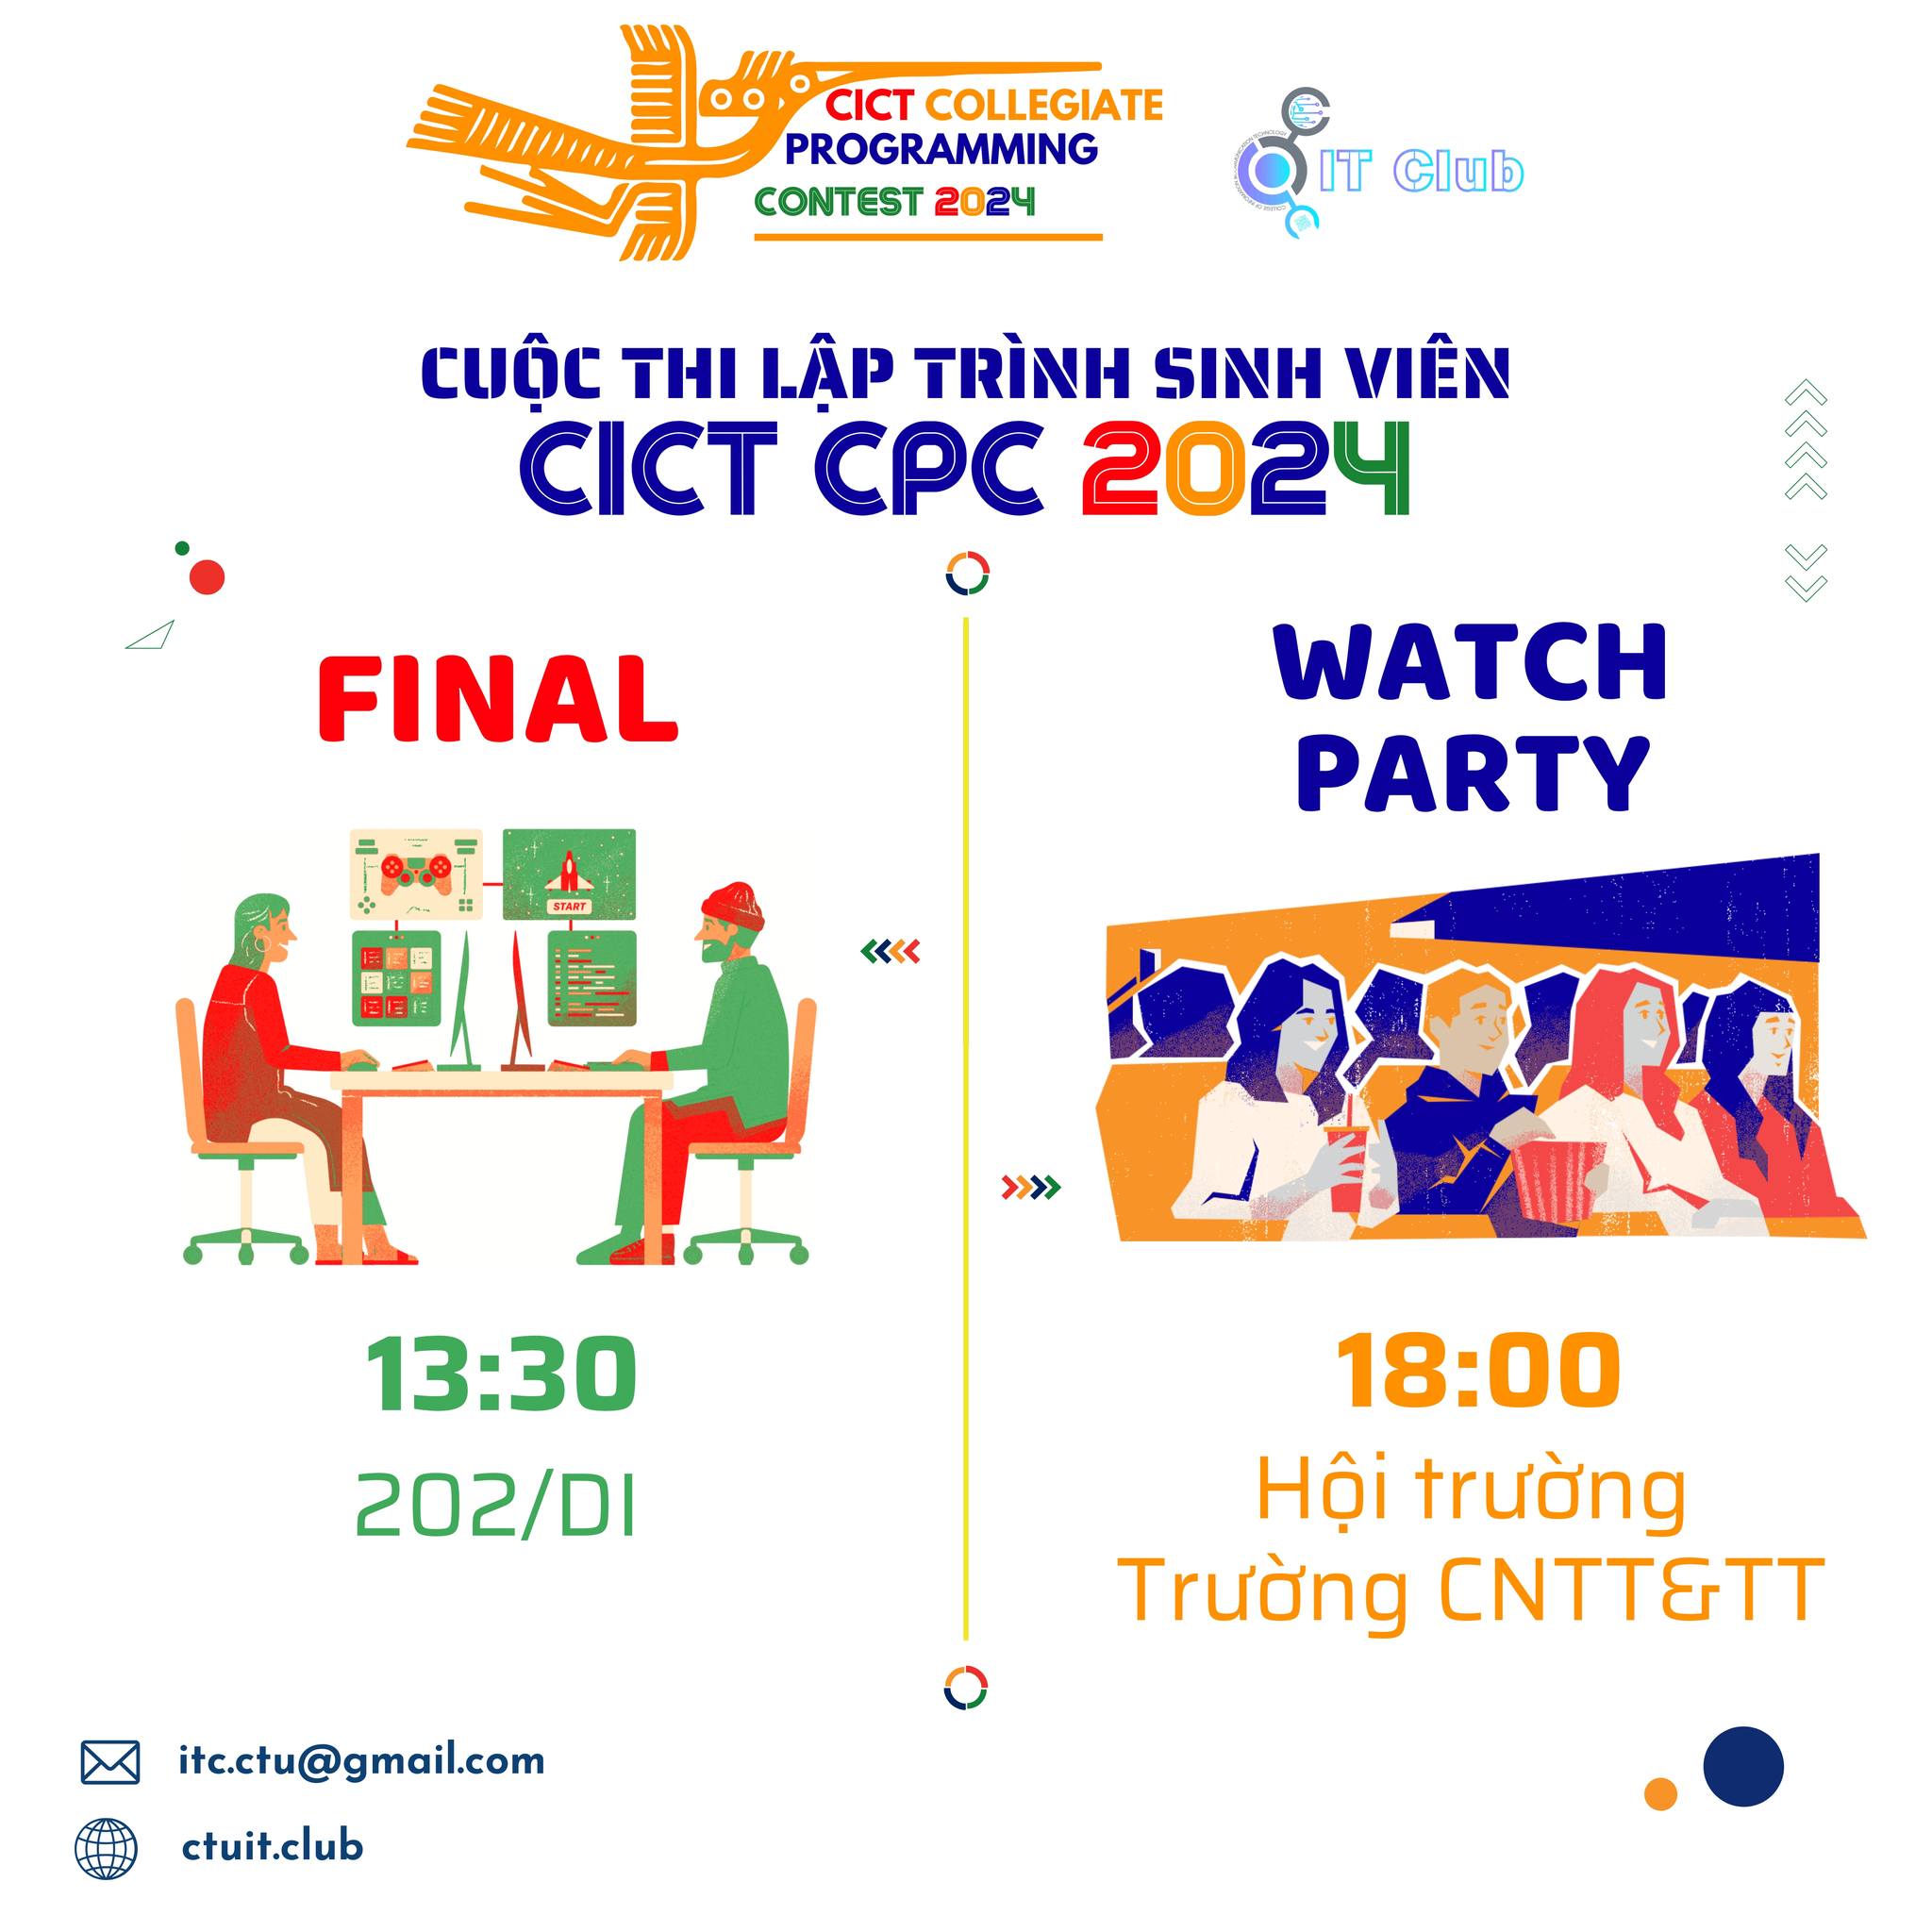 CICT COLLEGIATE
PROGRAMMING
CONTEST 2024
IT Club
CUỘC THI LẬP TRÌNH SINH VIÊN
CICT CPC 2024
FINAL
START
13:30
202/DI
WATCH
PARTY
18:00
Hội trường
Trường CNTT&TT
itc.ctu@gmail.com
ctuit.club